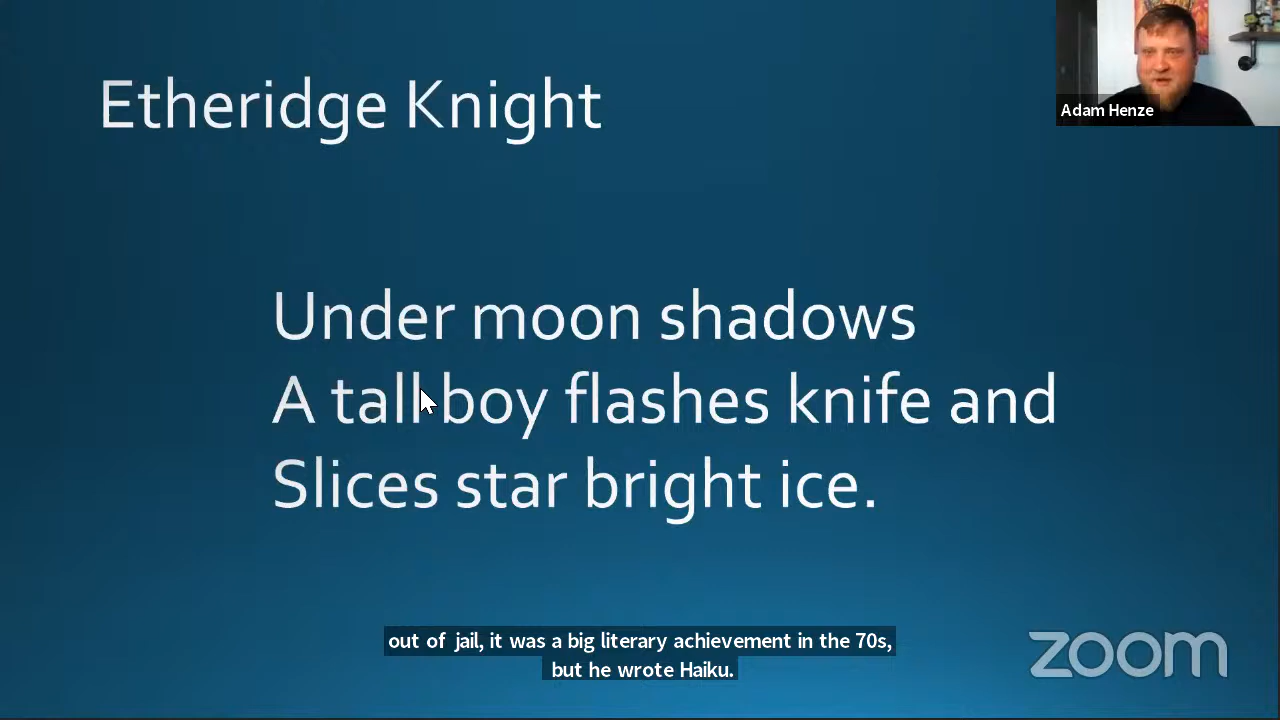 Etheridge Knight
Adam Henze
Under moon shadows
A tall boy flashes knife and
Slices star bright ice.
out of jail, it was a big literary achievement in the 70s,
but he wrote Haiku.
zoom